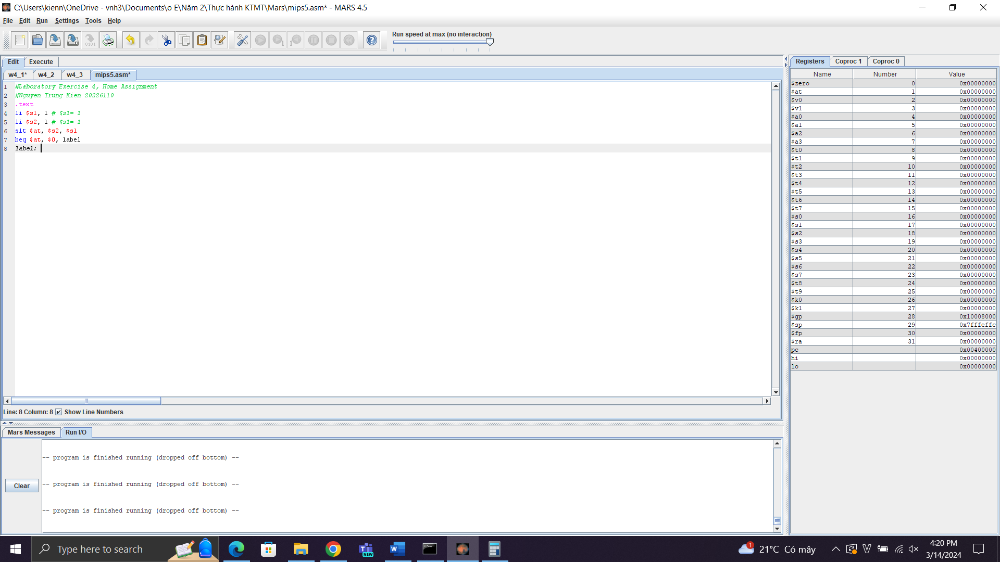 C:\Users\kienn\OneDrive - vnh3\Documents\o E\Năm 2\Thực hành KTMT\Mars\mips5.asm* - MARS 4.5
File Edit Run Settings Tools Help
Run speed at max (no interaction)
Edit Execute
w4_1* w4_2 w4_3 mips5.asm*
1 #Laboratory Exercise 4, Home Assignment
2 #Nguyen Trung Kien 20226110
3 .text
4 li $s1, 1 # $s1= 1
5 li $s2, 1 # $s1= 1
6 slt $at, $s2, $s1
7 beq $at, $0, label
8 label:
Line: 8 Column: 8 Show Line Numbers
Mars Messages Run I/O
Clear
-- program is finished running (dropped off bottom) --
-- program is finished running (dropped off bottom) --
-- program is finished running (dropped off bottom) --
Registers Coproc 1 Coproc 0
Name Number Value
$zero 0 0x00000000
$at 1 0x00000000
$v0 2 0x00000000
$v1 3 0x00000000
$a0 4 0x00000000
$a1 5 0x00000000
$a2 6 0x00000000
$a3 7 0x00000000
$t0 8 0x00000000
$t1 9 0x00000000
$t2 10 0x00000000
$t3 11 0x00000000
$t4 12 0x00000000
$t5 13 0x00000000
$t6 14 0x00000000
$t7 15 0x00000000
$s0 16 0x00000000
$s1 17 0x00000000
$s2 18 0x00000000
$s3 19 0x00000000
$s4 20 0x00000000
$s5 21 0x00000000
$s6 22 0x00000000
$s7 23 0x00000000
$t8 24 0x00000000
$t9 25 0x00000000
$k0 26 0x00000000
$k1 27 0x00000000
$gp 28 0x10008000
$sp 29 0x7fffeffc
$fp 30 0x00000000
$ra 31 0x00000000
pc 0x00400000
hi 0x00000000
lo 0x00000000
Type here to search
NEW
1
21°C Có mây
4:20 PM
3/14/2024